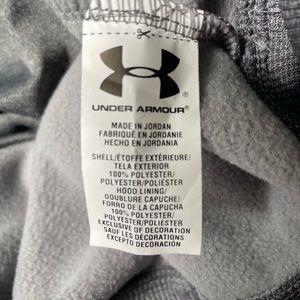 UNDER ARMOUR®
MADE IN JORDAN
FABRIQUÉ EN JORDANIE
HECHO EN JORDANIA
SHELL/ÉTOFFE EXTÉRIEURE/
TELA EXTERIOR
100% POLYESTER/
POLYESTER/POLIÉSTER
HOOD LINING/
DOUBLURE CAPUCHE/
FORRO DE LA CAPUCHA
100% POLYESTER/
POLYESTER/POLIÉSTER
EXCLUSIVE OF DECORATION
SAUF LES DÉCORATIONS
EXCEPTO DECORACIÓN